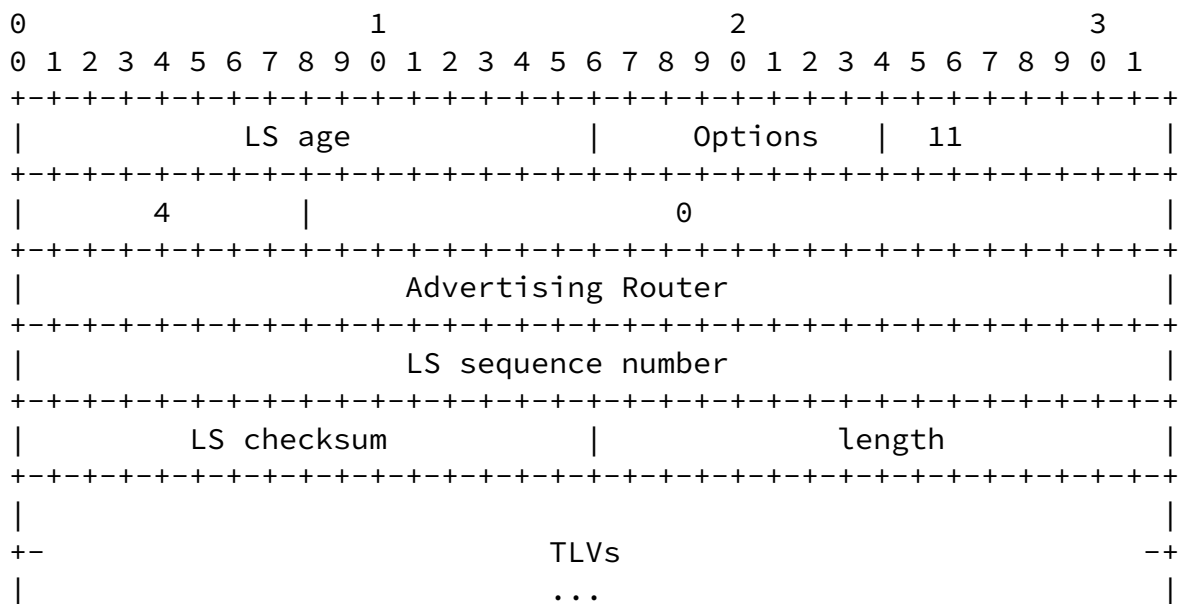 0                   1                   2                   3
0 1 2 3 4 5 6 7 8 9 0 1 2 3 4 5 6 7 8 9 0 1 2 3 4 5 6 7 8 9 0 1
+-+-+-+-+-+-+-+-+-+-+-+-+-+-+-+-+-+-+-+-+-+-+-+-+-+-+-+-+-+-+-+-+
|            LS age             |     Options   |  11           |
+-+-+-+-+-+-+-+-+-+-+-+-+-+-+-+-+-+-+-+-+-+-+-+-+-+-+-+-+-+-+-+-+
|       4       |                    0                          |
+-+-+-+-+-+-+-+-+-+-+-+-+-+-+-+-+-+-+-+-+-+-+-+-+-+-+-+-+-+-+-+-+
|                     Advertising Router                        |
+-+-+-+-+-+-+-+-+-+-+-+-+-+-+-+-+-+-+-+-+-+-+-+-+-+-+-+-+-+-+-+-+
|                     LS sequence number                        |
+-+-+-+-+-+-+-+-+-+-+-+-+-+-+-+-+-+-+-+-+-+-+-+-+-+-+-+-+-+-+-+-+
|         LS checksum           |             length            |
+-+-+-+-+-+-+-+-+-+-+-+-+-+-+-+-+-+-+-+-+-+-+-+-+-+-+-+-+-+-+-+-+
|                                                               |
+-                            TLVs                             -+
|                             ...                               |